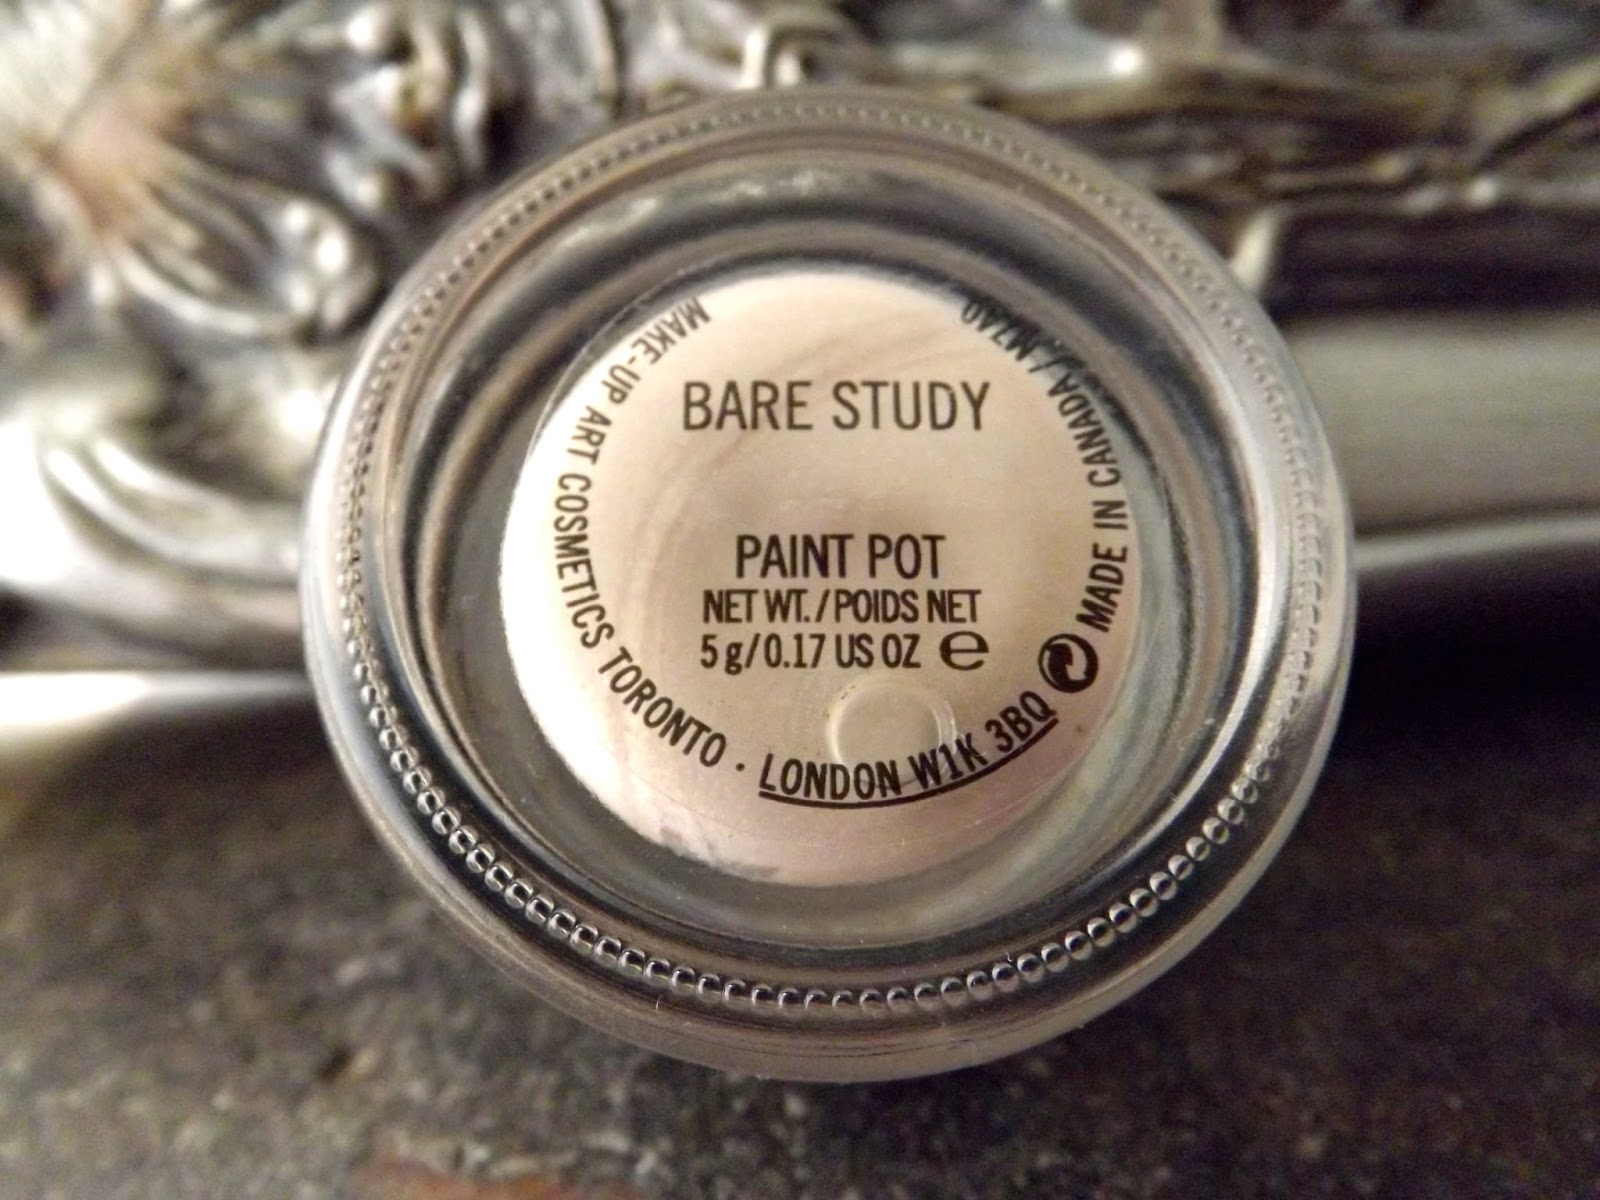 BARE STUDY
PAINT POT
NET WT./POIDS NET
5 g/0.17 US OZ ℮
MAKE-UP ART COSMETICS TORONTO · LONDON W1K 3BQ
MADE IN CANADA /